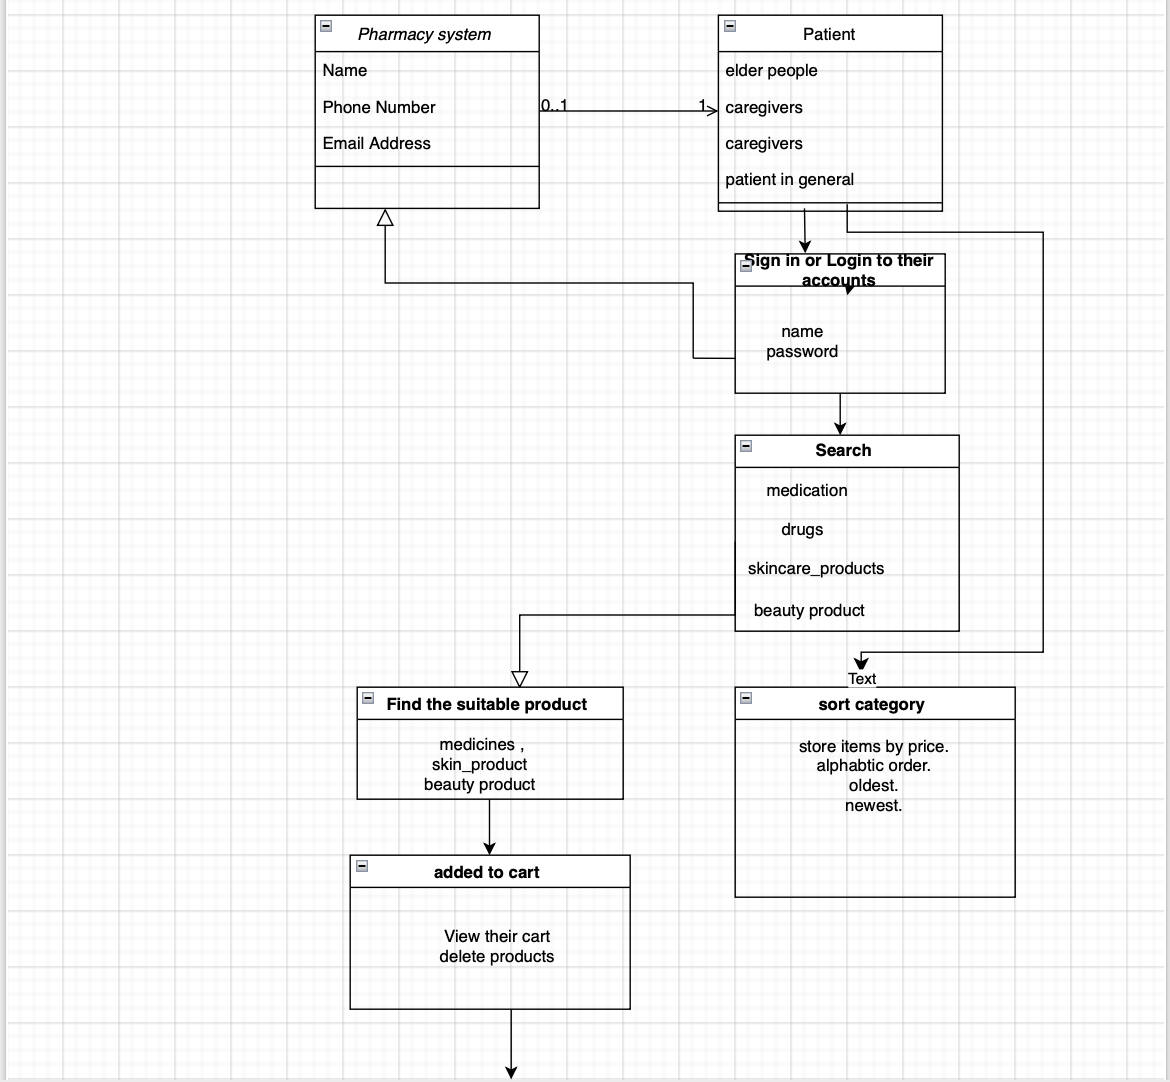 Pharmacy system
Name
Phone Number
Email Address
0..1
1
Patient
elder people
caregivers
caregivers
patient in general
Sign in or Login to their
accounts
name
password
Search
medication
drugs
skincare_products
beauty product
Find the suitable product
medicines ,
skin_product
beauty product
Text
sort category
store items by price.
alphabtic order.
oldest.
newest.
added to cart
View their cart
delete products